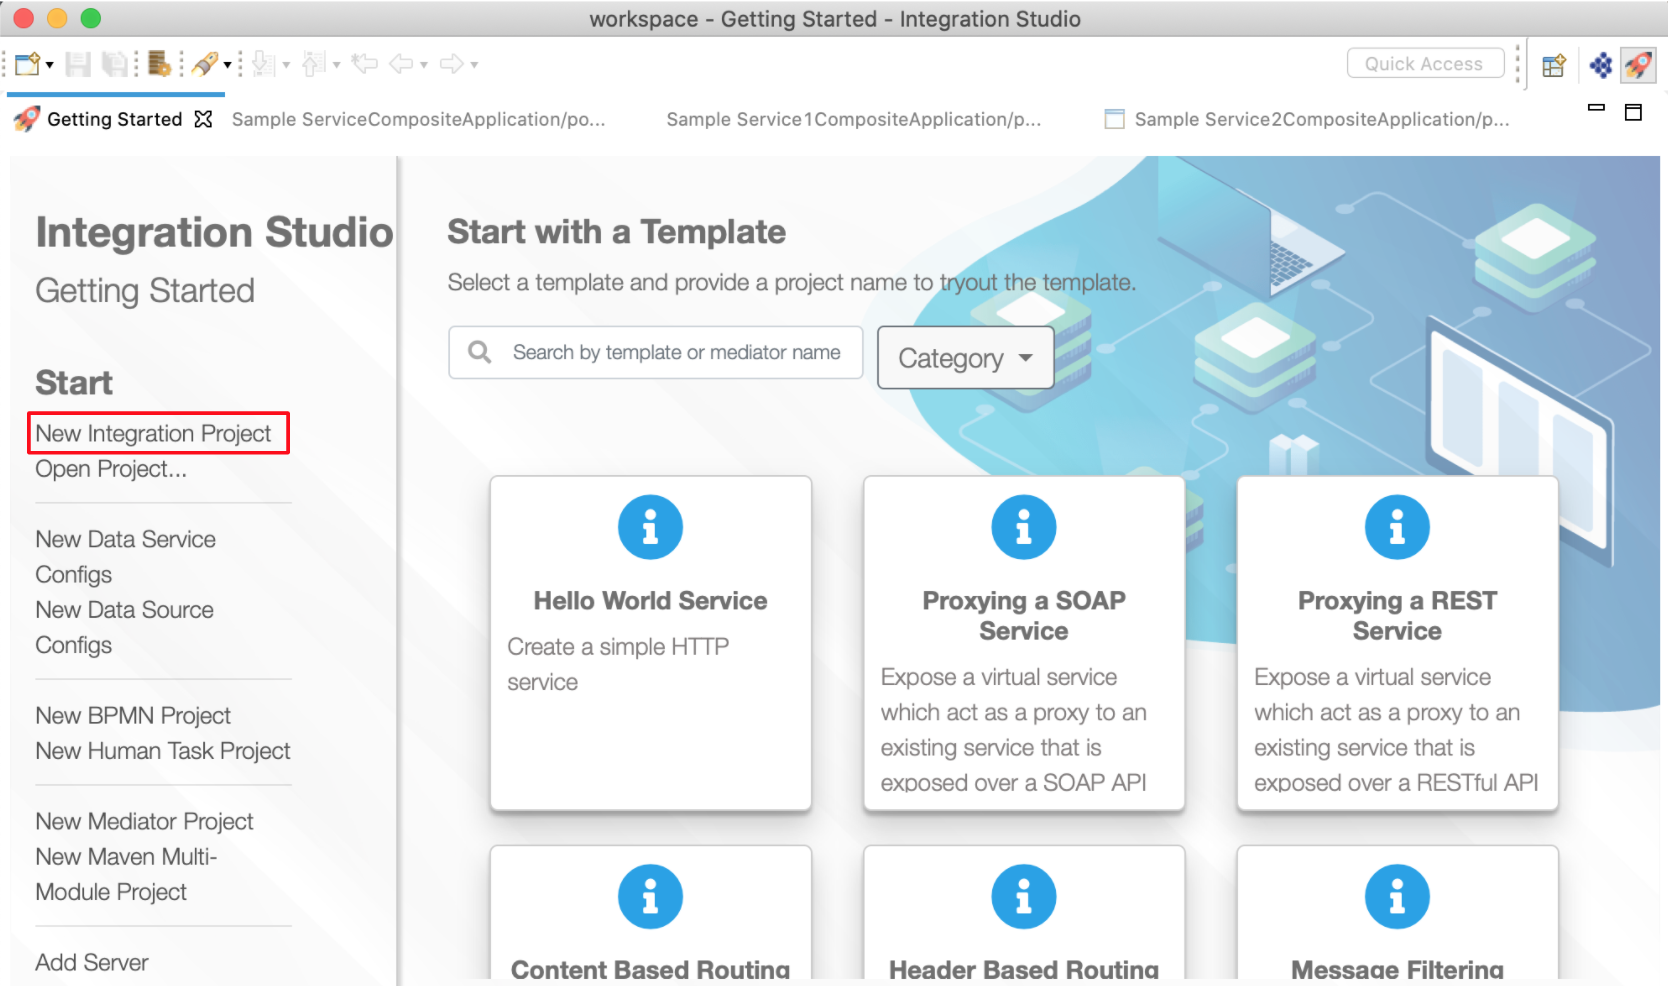 workspace - Getting Started - Integration Studio
Quick Access
Getting Started
Sample ServiceCompositeApplication/po...
Sample Service1CompositeApplication/p...
Sample Service2CompositeApplication/p...
Integration Studio
Getting Started
Start
New Integration Project
Open Project...
New Data Service
Configs
New Data Source
Configs
New BPMN Project
New Human Task Project
New Mediator Project
New Maven Multi-
Module Project
Add Server
Start with a Template
Select a template and provide a project name to tryout the template.
Search by template or mediator name
Category
Hello World Service
Create a simple HTTP
service
Proxying a SOAP
Service
Expose a virtual service
which act as a proxy to an
existing service that is
exposed over a SOAP API
Proxying a REST
Service
Expose a virtual service
which act as a proxy to an
existing service that is
exposed over a RESTful API
Content Based Routing
Header Based Routing
Message Filtering